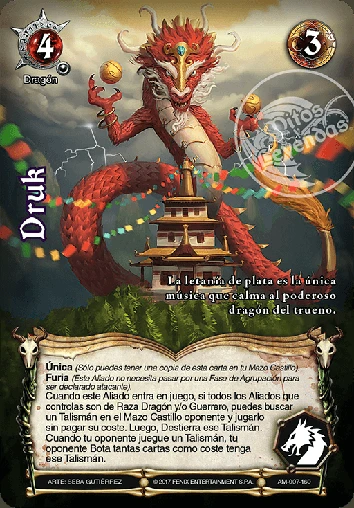 4
3
Dragón
Mitos
Leyendas
Druk
La letanía de plata es la única
música que calma al poderoso
dragón del trueno.
Única (Sólo puedes tener una copia de esta carta en tu Mazo Castillo).
Furia (Este Aliado no necesita pasar por una Fase de Agrupación para
ser declarado atacante).
Cuando este Aliado entra en juego, si todos los Aliados que
controlas son de Raza Dragón y/o Guerrero, puedes buscar
un Talismán en el Mazo Castillo oponente y jugarlo
sin pagar su coste. Luego, Destierra ese Talismán.
Cuando tu oponente juegue un Talismán, tu
oponente Bota tantas cartas como coste tenga
ese Talismán.
ARTE: SEBA GUTIÉRREZ
©2017 FENIX ENTERTAINMENT S.P.A.
AM-007-160